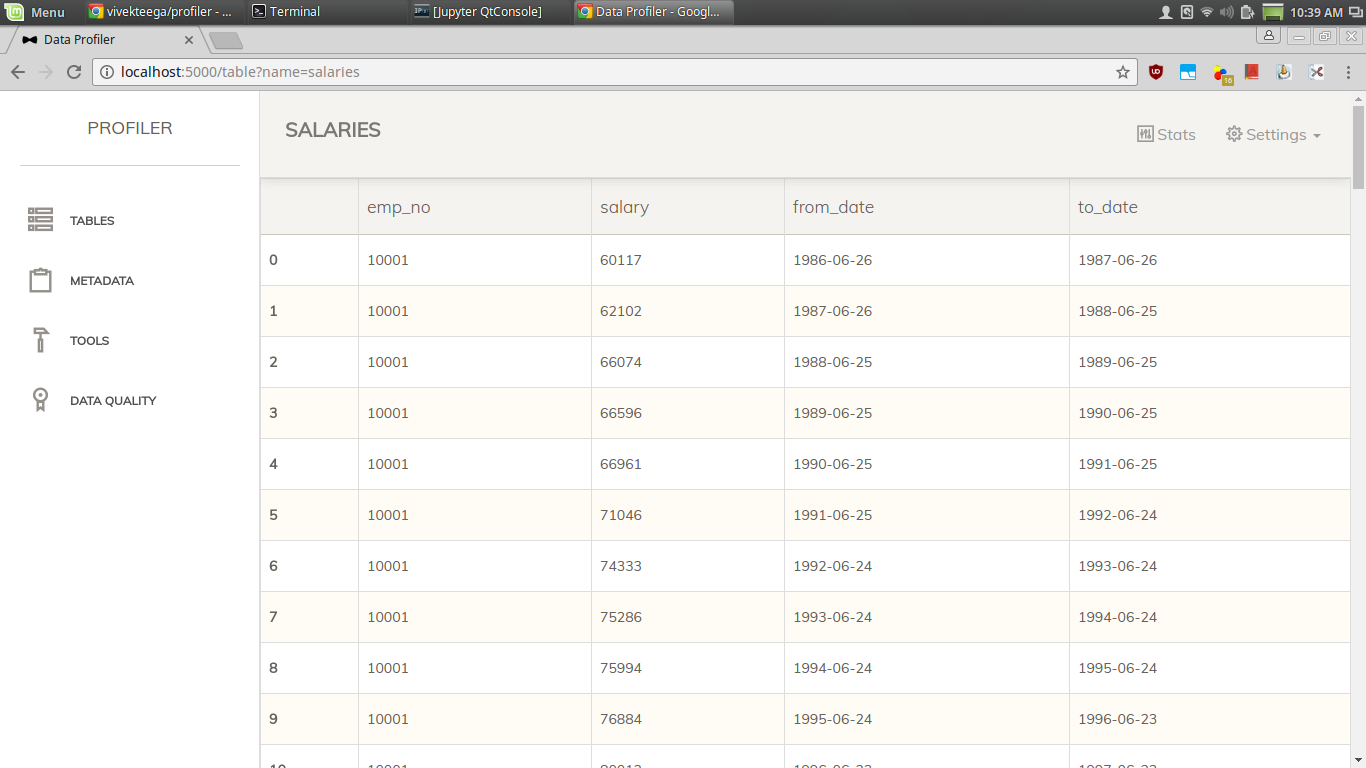 Menu vivekteega/profiler - ... Terminal [Jupyter QtConsole] Data Profiler - Googl... 10:39 AM
Data Profiler
localhost:5000/table?name=salaries
PROFILER
SALARIES
Stats Settings
TABLES
METADATA
TOOLS
DATA QUALITY
emp_no salary from_date to_date
0 10001 60117 1986-06-26 1987-06-26
1 10001 62102 1987-06-26 1988-06-25
2 10001 66074 1988-06-25 1989-06-25
3 10001 66596 1989-06-25 1990-06-25
4 10001 66961 1990-06-25 1991-06-25
5 10001 71046 1991-06-25 1992-06-24
6 10001 74333 1992-06-24 1993-06-24
7 10001 75286 1993-06-24 1994-06-24
8 10001 75994 1994-06-24 1995-06-24
9 10001 76884 1995-06-24 1996-06-23